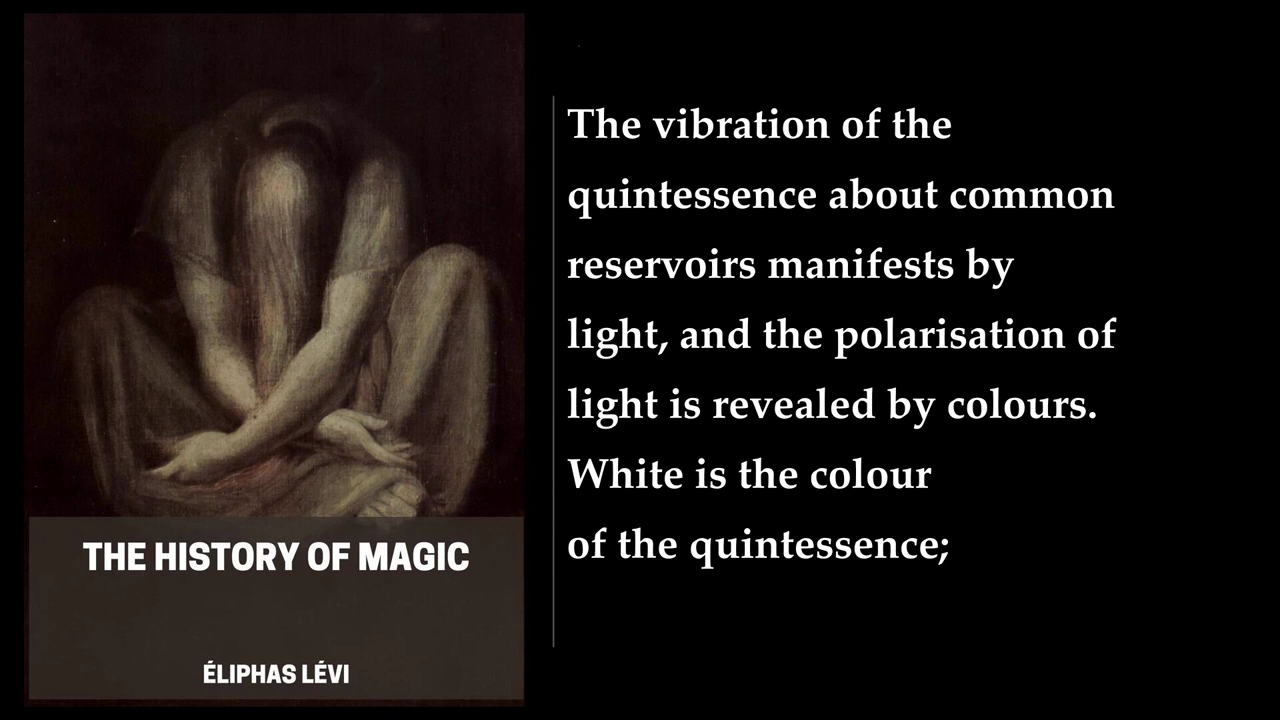 THE HISTORY OF MAGIC
ÉLIPHAS LÉVI
The vibration of the
quintessence about common
reservoirs manifests by
light, and the polarisation of
light is revealed by colours.
White is the colour
of the quintessence;